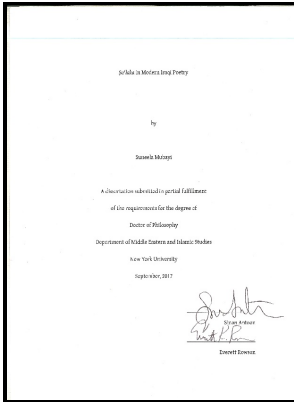 Ṣaʿlaka in Modern Iraqi Poetry
by
Suneela Mubayi
A dissertation submitted in partial fulfillment
of the requirements for the degree of
Doctor of Philosophy
Department of Middle Eastern and Islamic Studies
New York University
September, 2017
Sinan Antoon
Everett Rowson